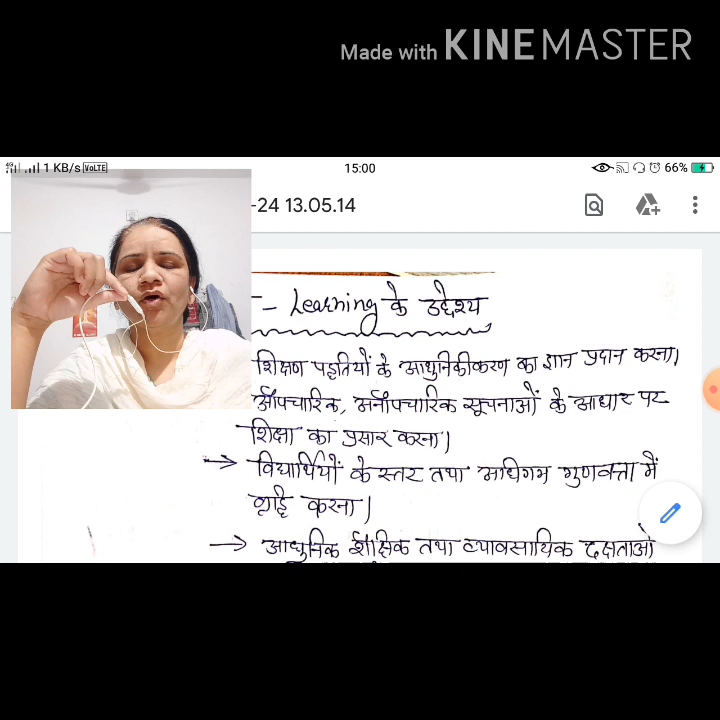 Made with KINEMASTER
4G 1 KB/s VoLTE 15:00 66%
-24 13.05.14
- Learning के उद्देश्य
शिक्षण पद्दतियों के आधुनिकीकरण का ज्ञान प्रदान करना।
औपचारिक, अनौपचारिक सूचनाओं के आधार पर
शिक्षा का प्रसार करना।
→ विद्यार्थियों के स्तर तथा अधिगम गुणवत्ता में
करना।
→ आधुनिक शैक्षिक तथा व्यावसायिक दक्षताओं